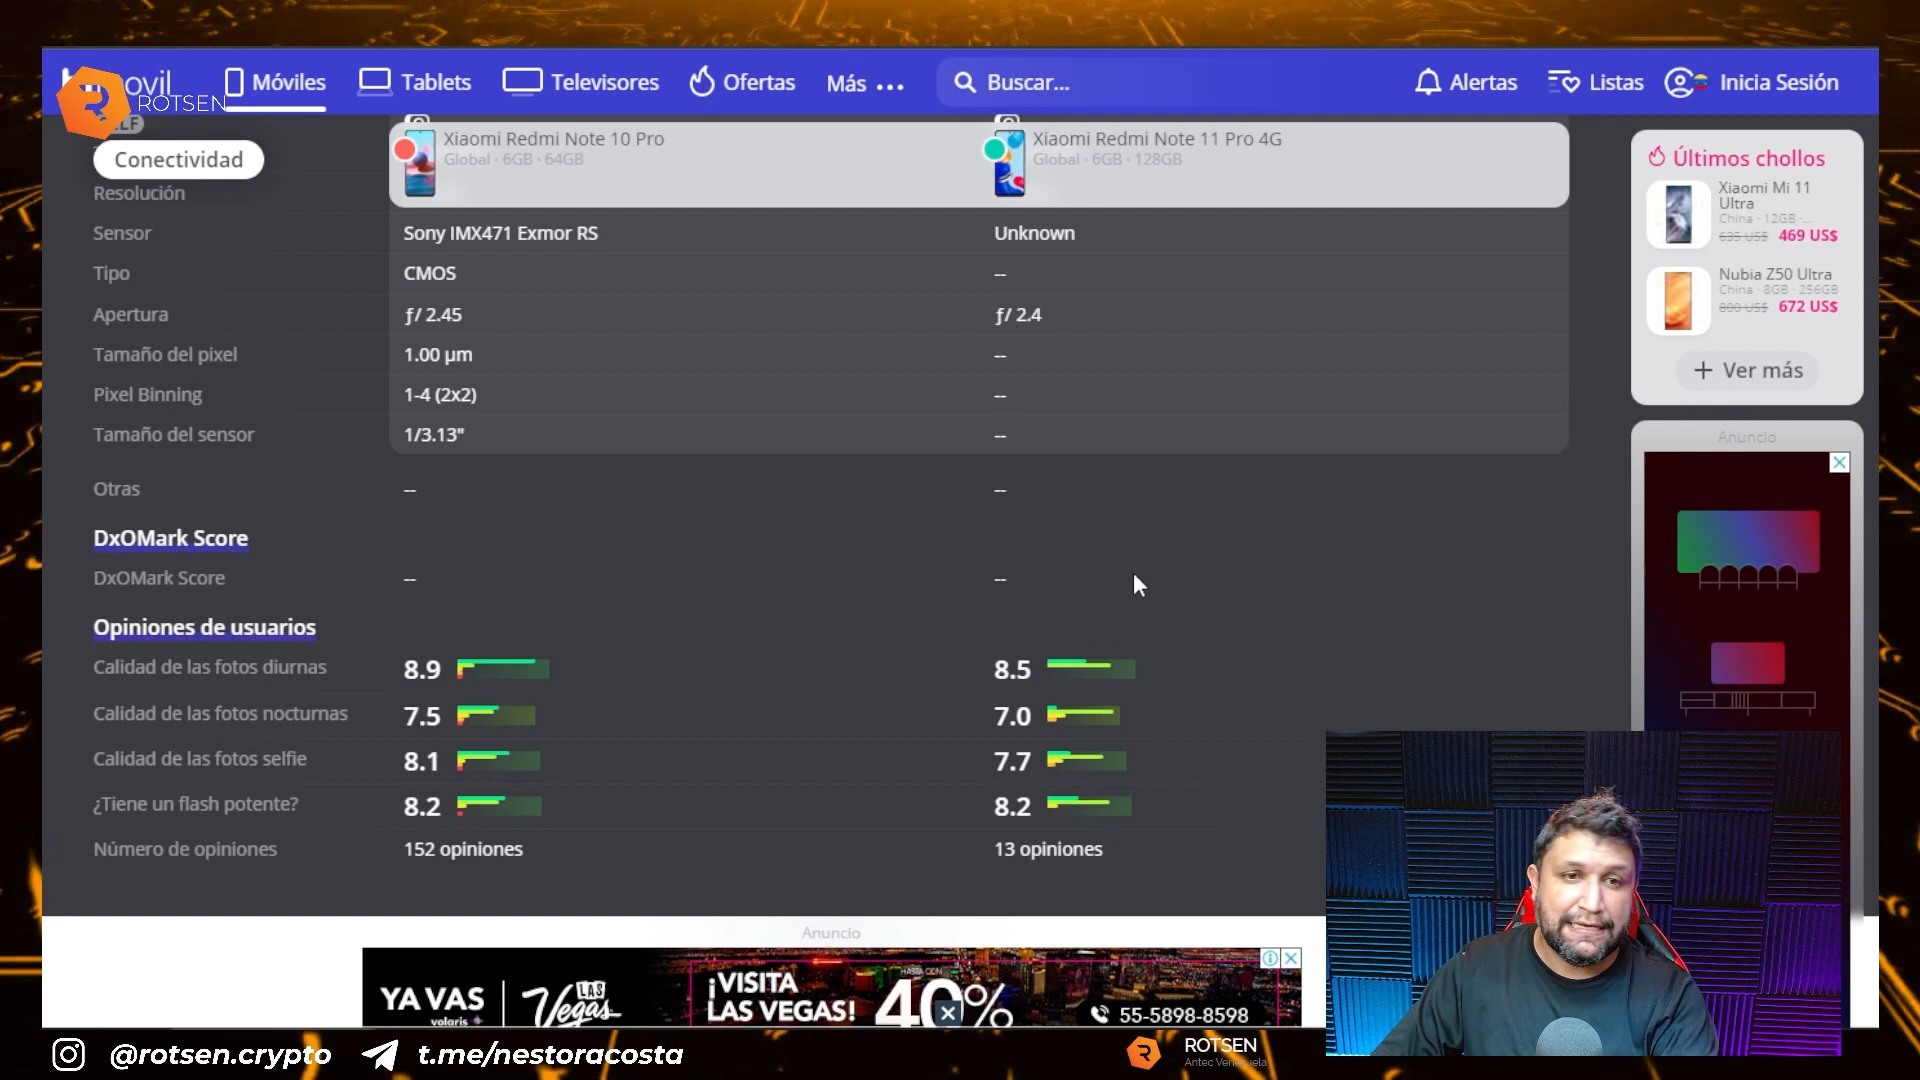 ovil
ROTSEN
Móviles
Tablets
Televisores
Ofertas
Más ...
Buscar...
Alertas
Listas
Inicia Sesión
LF
Conectividad
Xiaomi Redmi Note 10 Pro
Global · 6GB · 64GB
Xiaomi Redmi Note 11 Pro 4G
Global · 6GB · 128GB
Resolución
Sensor Sony IMX471 Exmor RS Unknown
Tipo CMOS --
Apertura ƒ/ 2.45 ƒ/ 2.4
Tamaño del pixel 1.00 µm --
Pixel Binning 1-4 (2x2) --
Tamaño del sensor 1/3.13" --
Otras -- --
DxOMark Score
DxOMark Score -- --
Opiniones de usuarios
Calidad de las fotos diurnas 8.9 8.5
Calidad de las fotos nocturnas 7.5 7.0
Calidad de las fotos selfie 8.1 7.7
¿Tiene un flash potente? 8.2 8.2
Número de opiniones 152 opiniones 13 opiniones
Últimos chollos
Xiaomi Mi 11
Ultra
China · 12GB ·...
635 US$ 469 US$
Nubia Z50 Ultra
China · 8GB · 256GB
800 US$ 672 US$
+ Ver más
Anuncio
Anuncio
YA VAS
volaris
LAS
Vegas
¡VISITA
LAS VEGAS!
HASTA CON
40%
55-5898-8598
@rotsen.crypto
t.me/nestoracosta
ROTSEN
Antec Venezuela